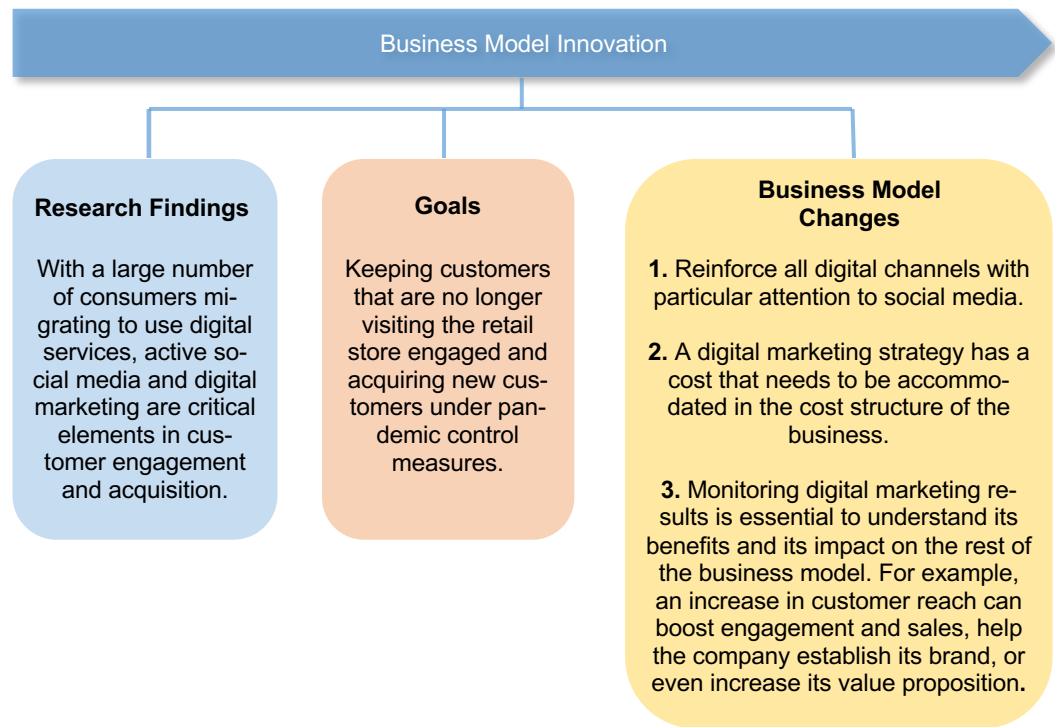 Business Model Innovation
Research Findings
With a large number
of consumers mi-
grating to use digital
services, active so-
cial media and digital
marketing are critical
elements in cus-
tomer engagement
and acquisition.
Goals
Keeping customers
that are no longer
visiting the retail
store engaged and
acquiring new cus-
tomers under pan-
demic control
measures.
Business Model
Changes
1. Reinforce all digital channels with
particular attention to social media.
2. A digital marketing strategy has a
cost that needs to be accommo-
dated in the cost structure of the
business.
3. Monitoring digital marketing re-
sults is essential to understand its
benefits and its impact on the rest of
the business model. For example,
an increase in customer reach can
boost engagement and sales, help
the company establish its brand, or
even increase its value proposition.